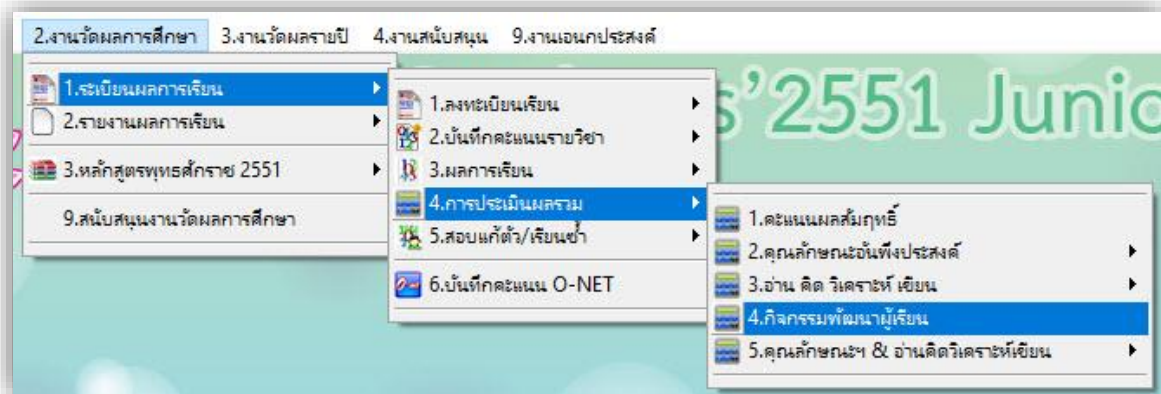 2.งานวัดผลการศึกษา 3.งานวัดผลรายปี 4.งานสนับสนุน 9.งานเอนกประสงค์
s’2551 Junio
1.ระเบียนผลการเรียน
2.รายงานผลการเรียน
3.หลักสูตรพุทธศักราช 2551
9.สนับสนุนงานวัดผลการศึกษา
1.ลงทะเบียนเรียน
2.บันทึกคะแนนรายวิชา
3.ผลการเรียน
4.การประเมินผลรวม
5.สอบแก้ตัว/เรียนซ้ำ
6.บันทึกคะแนน O-NET
1.คะแนนผลสัมฤทธิ์
2.คุณลักษณะอันพึงประสงค์
3.อ่าน คิด วิเคราะห์ เขียน
4.กิจกรรมพัฒนาผู้เรียน
5.คุณลักษณะฯ & อ่านคิดวิเคราะห์เขียน